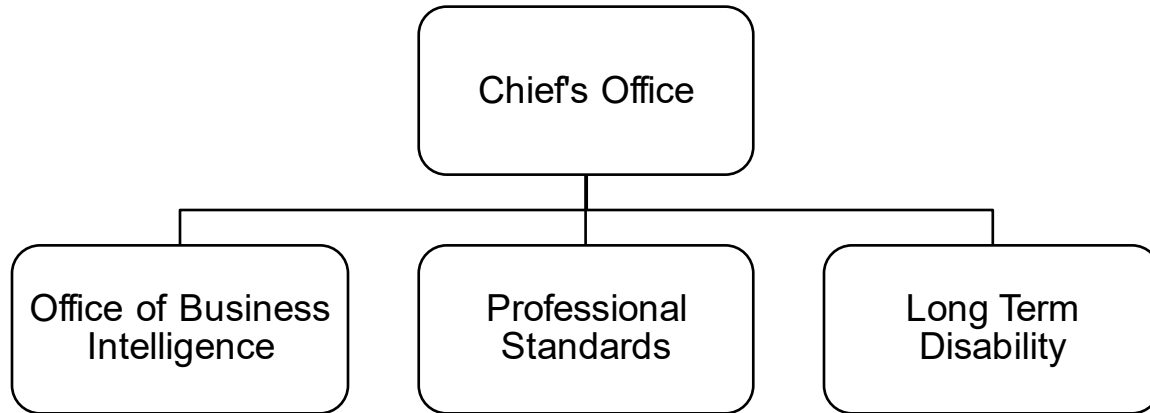 Chief's Office
Office of Business
Intelligence
Professional
Standards
Long Term
Disability